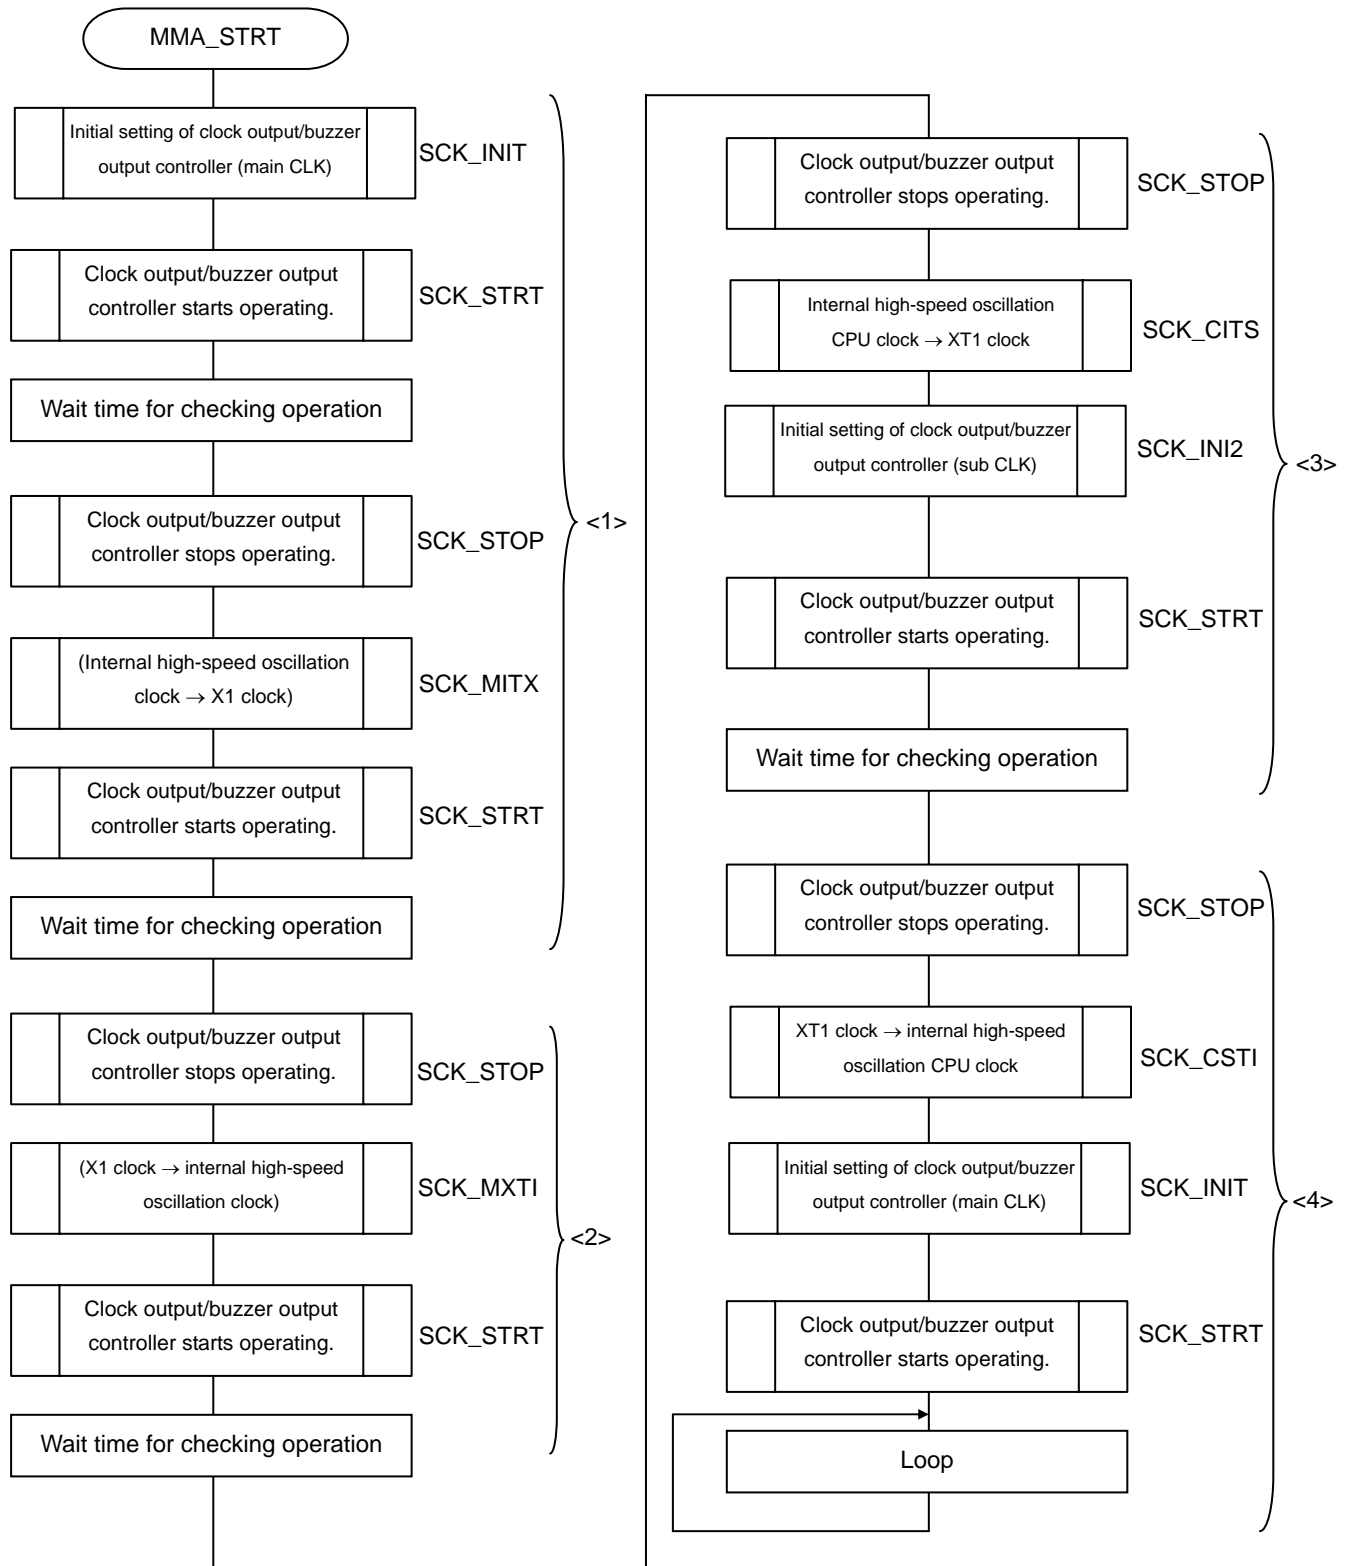 MMA_STRT
Initial setting of clock output/buzzer
output controller (main CLK)
SCK_INIT
Clock output/buzzer output
controller starts operating.
SCK_STRT
Wait time for checking operation
Clock output/buzzer output
controller stops operating.
SCK_STOP
<1>
(Internal high-speed oscillation
clock → X1 clock)
SCK_MITX
Clock output/buzzer output
controller starts operating.
SCK_STRT
Wait time for checking operation
Clock output/buzzer output
controller stops operating.
SCK_STOP
(X1 clock → internal high-speed
oscillation clock)
SCK_MXTI
<2>
Clock output/buzzer output
controller starts operating.
SCK_STRT
Wait time for checking operation
Clock output/buzzer output
controller stops operating.
SCK_STOP
Internal high-speed oscillation
CPU clock → XT1 clock
SCK_CITS
Initial setting of clock output/buzzer
output controller (sub CLK)
SCK_INI2
<3>
Clock output/buzzer output
controller starts operating.
SCK_STRT
Wait time for checking operation
Clock output/buzzer output
controller stops operating.
SCK_STOP
XT1 clock → internal high-speed
oscillation CPU clock
SCK_CSTI
Initial setting of clock output/buzzer
output controller (main CLK)
SCK_INIT
<4>
Clock output/buzzer output
controller starts operating.
SCK_STRT
Loop